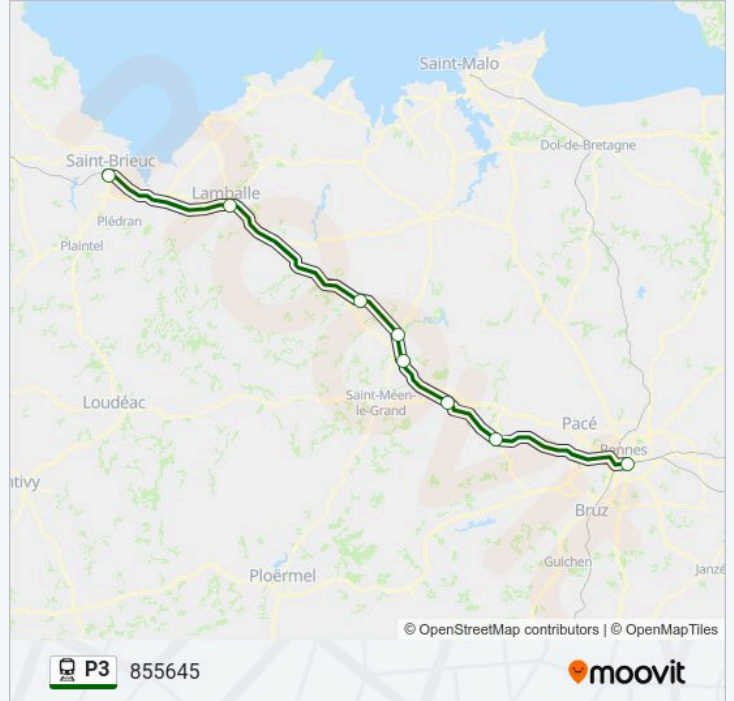 Saint-Malo
Dol-de-Bretagne
Saint-Brieuc
Lamballe
Plédran
Plaintel
Saint-Méen-
le-Grand
Loudéac
Pacé
Rennes
ntivy
Bruz
Guichen
Ploërmel
Janzé
© OpenStreetMap contributors | © OpenMapTiles
P3 855645
moovit